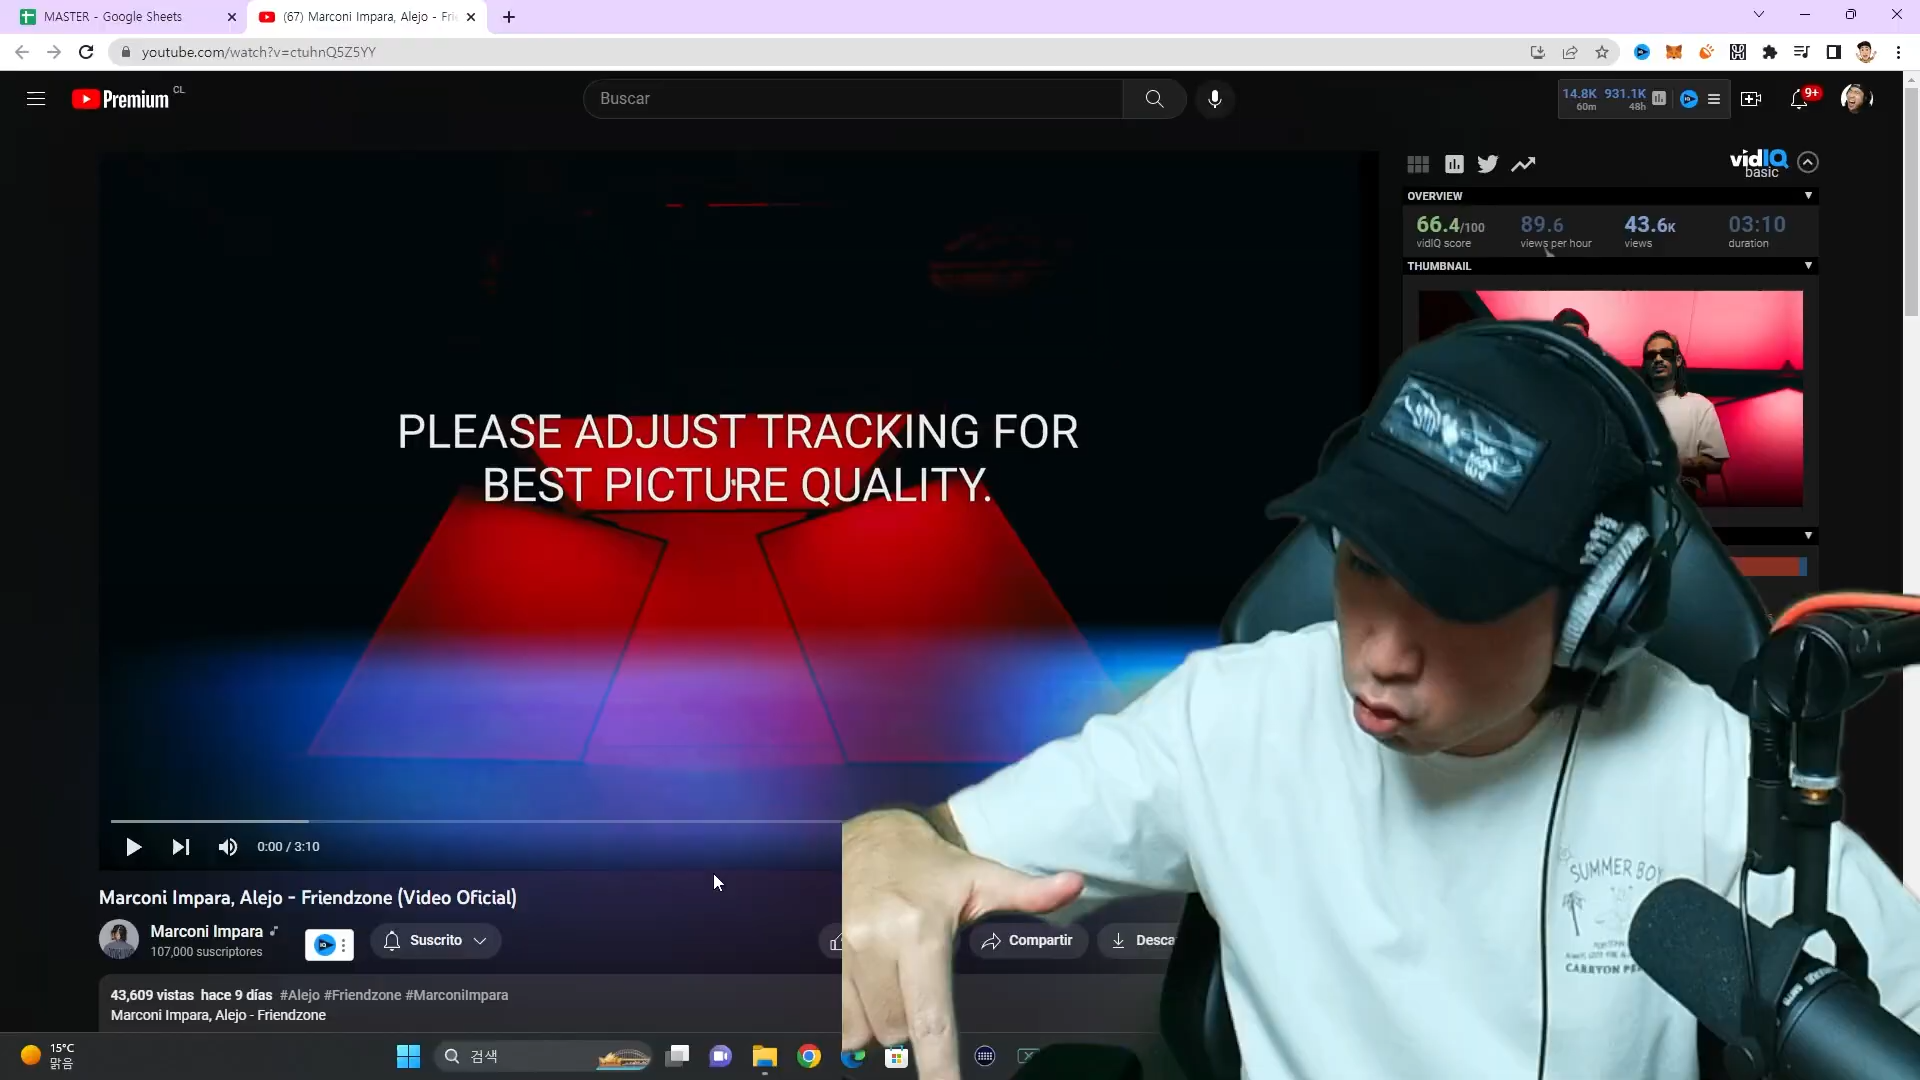 MASTER - Google Sheets
(67) Marconi Impara, Alejo - Fri
youtube.com/watch?v=ctuhnQ5Z5YY
Premium CL
Buscar
14.8K 931.1K
60m 48h
9+
vidIQ
basic
OVERVIEW
66.4/100 89.6 43.6K 03:10
vidIQ score views per hour views duration
THUMBNAIL
PLEASE ADJUST TRACKING FOR
BEST PICTURE QUALITY.
0:00 / 3:10
Marconi Impara, Alejo - Friendzone (Video Oficial)
Marconi Impara
107,000 suscriptores
Suscrito
Compartir
Desca
43,609 vistas hace 9 días #Alejo #Friendzone #MarconiImpara
Marconi Impara, Alejo - Friendzone
SUMMER BOY
CARRYON
15°C
맑음
검색